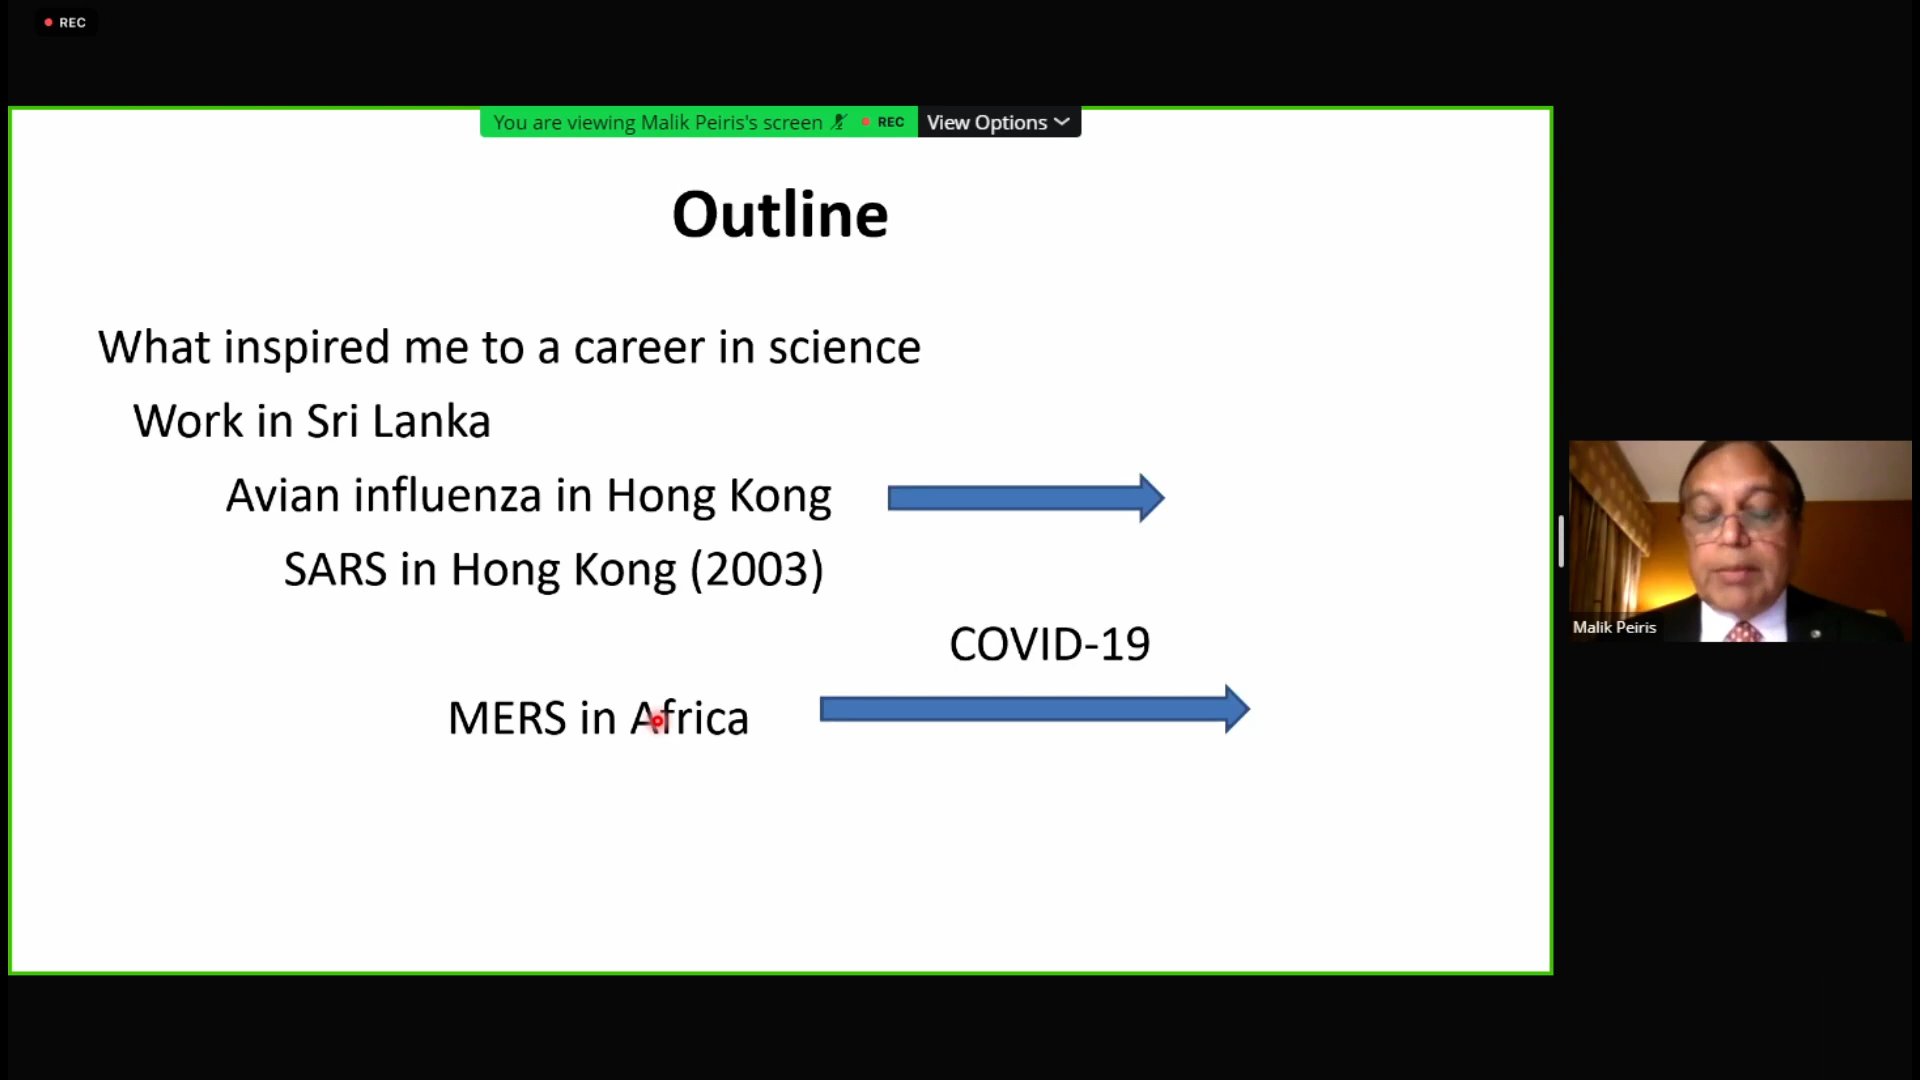 REC
You are viewing Malik Peiris's screen REC View Options
Outline
What inspired me to a career in science
Work in Sri Lanka
Avian influenza in Hong Kong
SARS in Hong Kong (2003)
COVID-19
MERS in Africa
Malik Peiris